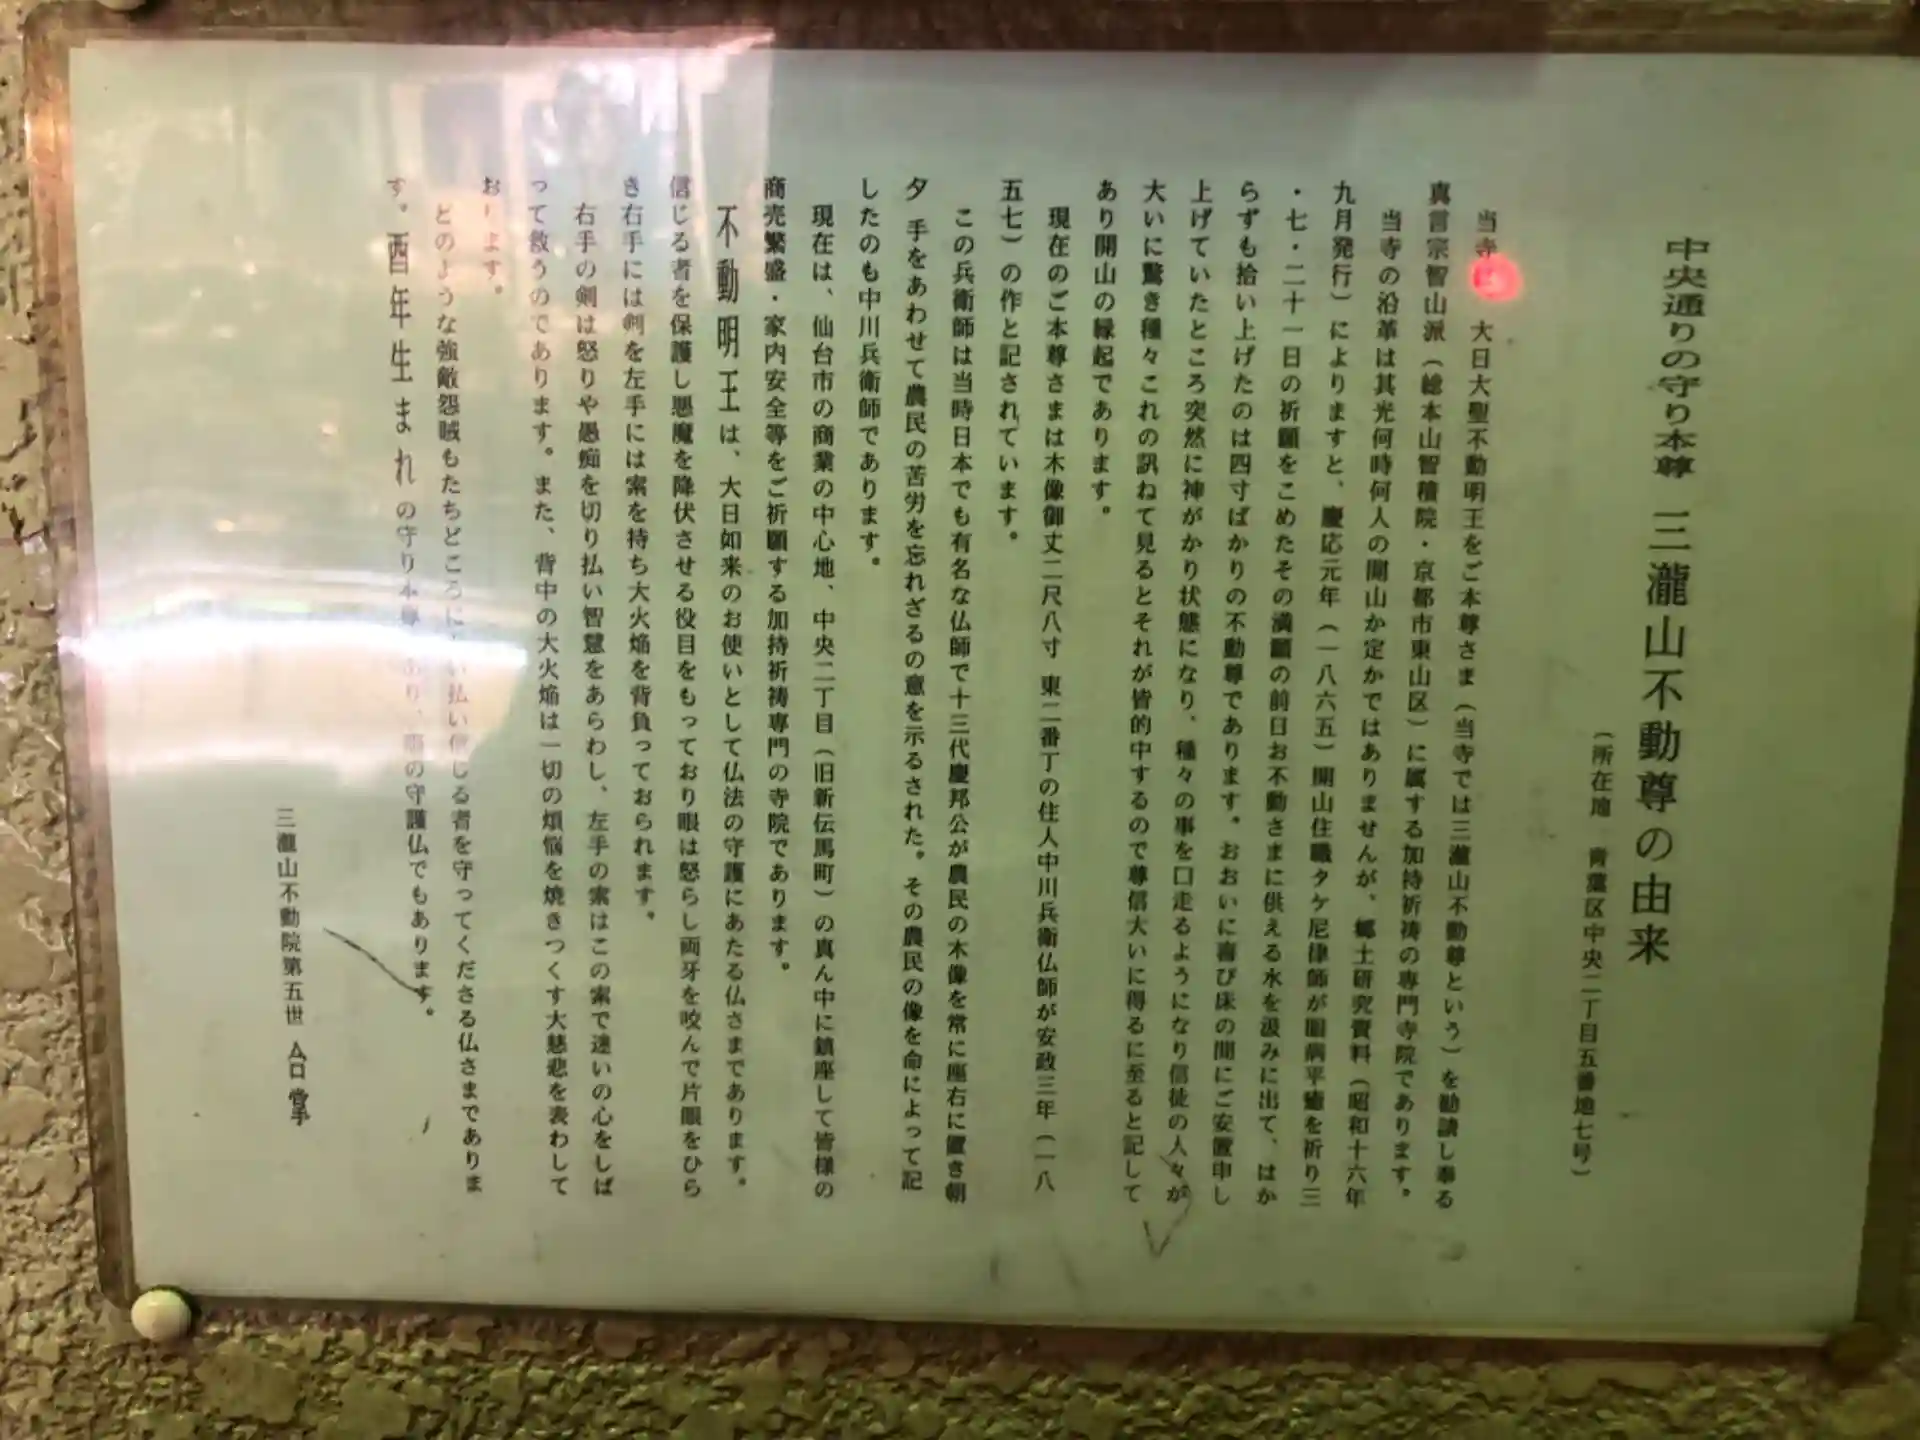 中央通りの守り本尊 三瀧山不動尊の由来
（所在地 青葉区中央二丁目五番地七号）
当寺 大日大聖不動明王をご本尊さま（当寺では三瀧山不動尊という）を勧請し奉る
真言宗智山派（総本山智積院・京都市東山区）に属する加持祈祷の専門寺院であります。
当寺の沿革は其光何時何人の開山か定かではありませんが、郷土研究資料（昭和十六年
九月発行）によりますと、慶応元年（一八六五）開山住職タケ尼律師が眼病平癒を祈り三
・七・二十一日の祈願をこめたその満願の前日お不動さまに供える水を汲みに出て、はか
らずも拾い上げたのは四寸ばかりの不動尊であります。おおいに喜び床の間にご安置申し
上げていたところ突然に神がかり状態になり、種々の事を口走るようになり信徒の人々が
大いに驚き種々これの訊ねて見るとそれが皆的中するので尊信大いに得るに至ると記して
あり開山の縁起であります。
現在のご本尊さまは木像御丈二尺八寸 東二番丁の住人中川兵衛仏師が安政三年（一八
五七）の作と記されています。
この兵衛師は当時日本でも有名な仏師で十三代慶邦公が農民の木像を常に座右に置き朝
夕 手をあわせて農民の苦労を忘れざるの意を示るされた。その農民の像を命によって記
したのも中川兵衛師であります。
現在は、仙台市の商業の中心地、中央二丁目（旧新伝馬町）の真ん中に鎮座して皆様の
商売繁盛・家内安全等をご祈願する加持祈祷専門の寺院であります。
不動明王は、大日如来のお使いとして仏法の守護にあたる仏さまであります。
信じる者を保護し悪魔を降伏させる役目をもっており眼は怒らし両牙を咬んで片眼をひら
き右手には剣を左手には索を持ち大火焔を背負っておられます。
右手の剣は怒りや愚痴を切り払い智慧をあらわし、左手の索はこの索で迷いの心をしば
って救うのであります。また、背中の大火焔は一切の煩悩を焼きつくす大慈悲を表わして
おります。
どのような強敵怨賊もたちどころに い払い信じる者を守ってくださる仏さまでありま
す。酉年生まれの守り本尊 あり、 の守護仏でもあります。
三瀧山不動院第五世